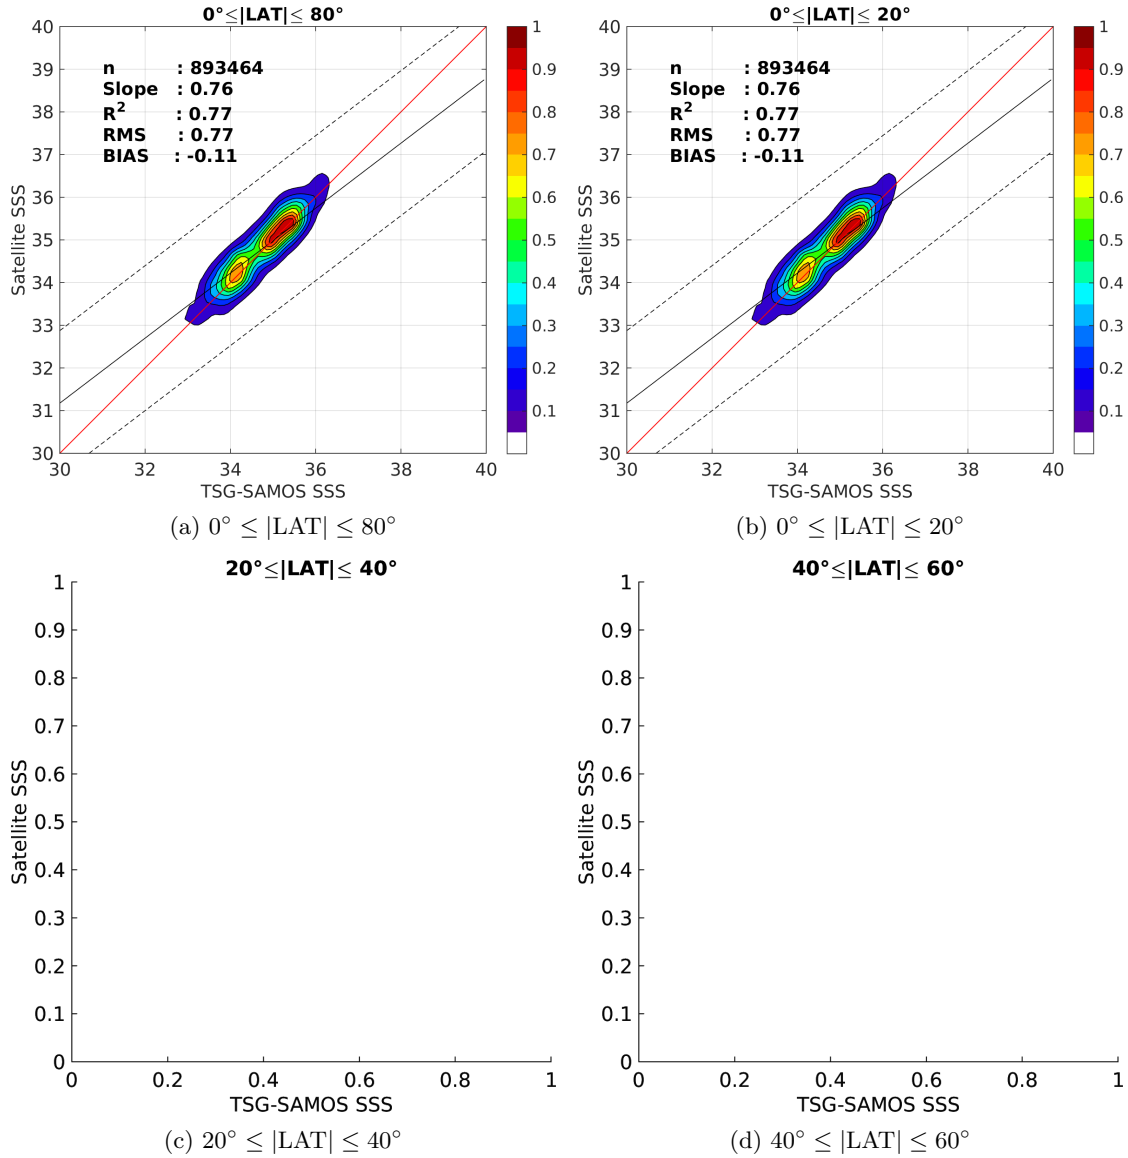 0°≤|LAT|≤ 80°
40
39
38
37
36
35
34
33
32
31
30
Satellite SSS
n : 893464
Slope : 0.76
R² : 0.77
RMS : 0.77
BIAS : -0.11
30 32 34 36 38 40
TSG-SAMOS SSS
1
0.9
0.8
0.7
0.6
0.5
0.4
0.3
0.2
0.1
(a) 0° ≤ |LAT| ≤ 80°
0°≤|LAT|≤ 20°
40
39
38
37
36
35
34
33
32
31
30
Satellite SSS
n : 893464
Slope : 0.76
R² : 0.77
RMS : 0.77
BIAS : -0.11
30 32 34 36 38 40
TSG-SAMOS SSS
1
0.9
0.8
0.7
0.6
0.5
0.4
0.3
0.2
0.1
(b) 0° ≤ |LAT| ≤ 20°
20°≤|LAT|≤ 40°
1
0.9
0.8
0.7
0.6
0.5
0.4
0.3
0.2
0.1
0
Satellite SSS
0 0.2 0.4 0.6 0.8 1
TSG-SAMOS SSS
(c) 20° ≤ |LAT| ≤ 40°
40°≤|LAT|≤ 60°
1
0.9
0.8
0.7
0.6
0.5
0.4
0.3
0.2
0.1
0
Satellite SSS
0 0.2 0.4 0.6 0.8 1
TSG-SAMOS SSS
(d) 40° ≤ |LAT| ≤ 60°